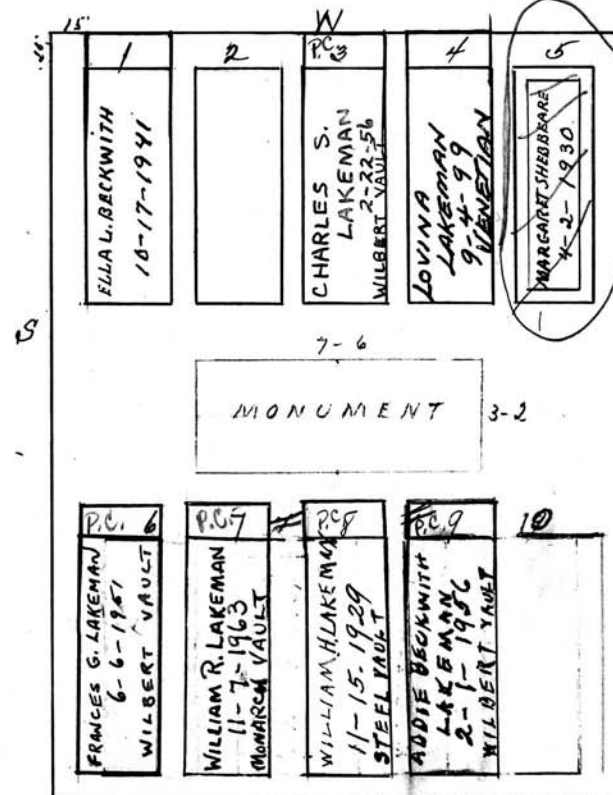 W
15"
1
2
P.C. 3
4
5
ELLA L. BECKWITH
10-17-1941
CHARLES S.
LAKEMAN
2-22-56
WILBERT VAULT
LOVINA
LAKEMAN
9-4-99
VENETIAN
MARGARET SHEBBEARE
4-2-1930
S
7-6
MONUMENT
3-2
P.C. 6
P.C. 7
P.C. 8
P.C. 9
10
FRANCES G. LAKEMAN
6-6-1951
WILBERT VAULT
WILLIAM R. LAKEMAN
11-7-1963
MONARCH VAULT
WILLIAM H. LAKEMAN
11-15-1929
STEEL VAULT
ADDIE BECKWITH
LAKEMAN
2-1-1956
WILBERT VAULT